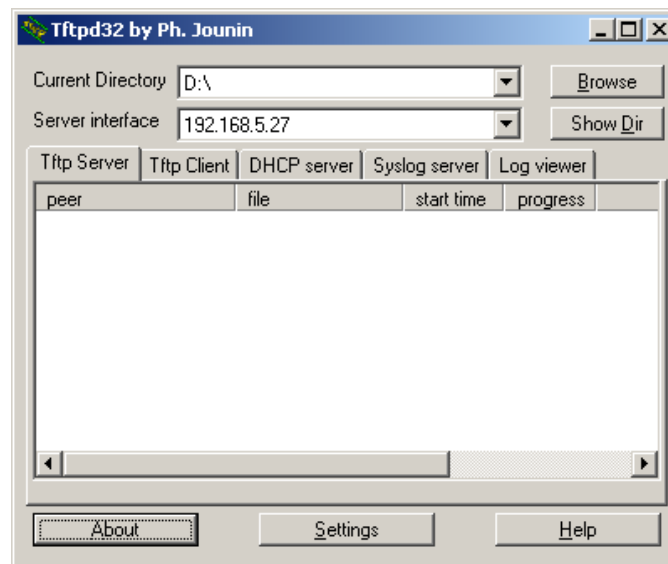 Tftpd32 by Ph. Jounin
Current Directory D:\ Browse
Server interface 192.168.5.27 Show Dir
Tftp Server Tftp Client DHCP server Syslog server Log viewer
peer file start time progress
About Settings Help